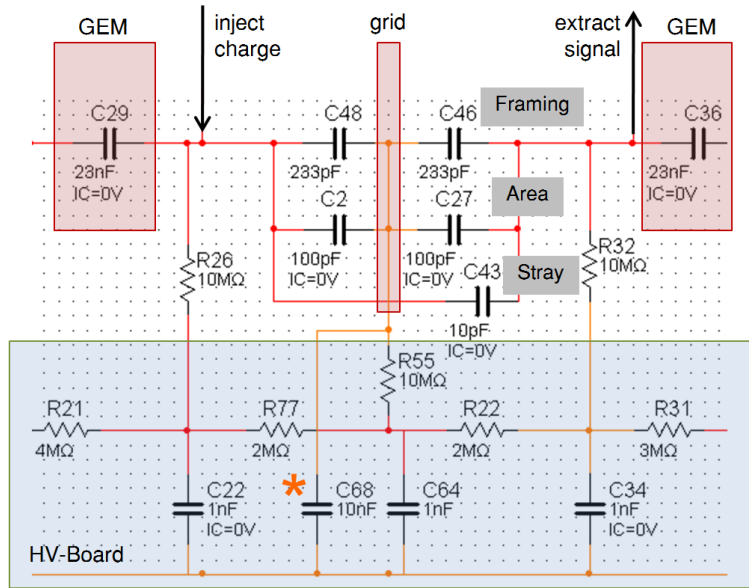 GEM
inject
charge
grid
extract
signal
GEM
C29
23nF
IC=0V
C48
233pF
C46
233pF
Framing
C36
23nF
IC=0V
C2
100pF
IC=0V
C27
100pF
IC=0V
Area
R26
10MΩ
C43
10pF
IC=0V
Stray
R32
10MΩ
R55
10MΩ
R21
4MΩ
R77
2MΩ
R22
2MΩ
R31
3MΩ
C22
1nF
IC=0V
*
C68
10nF
C64
1nF
C34
1nF
IC=0V
HV-Board